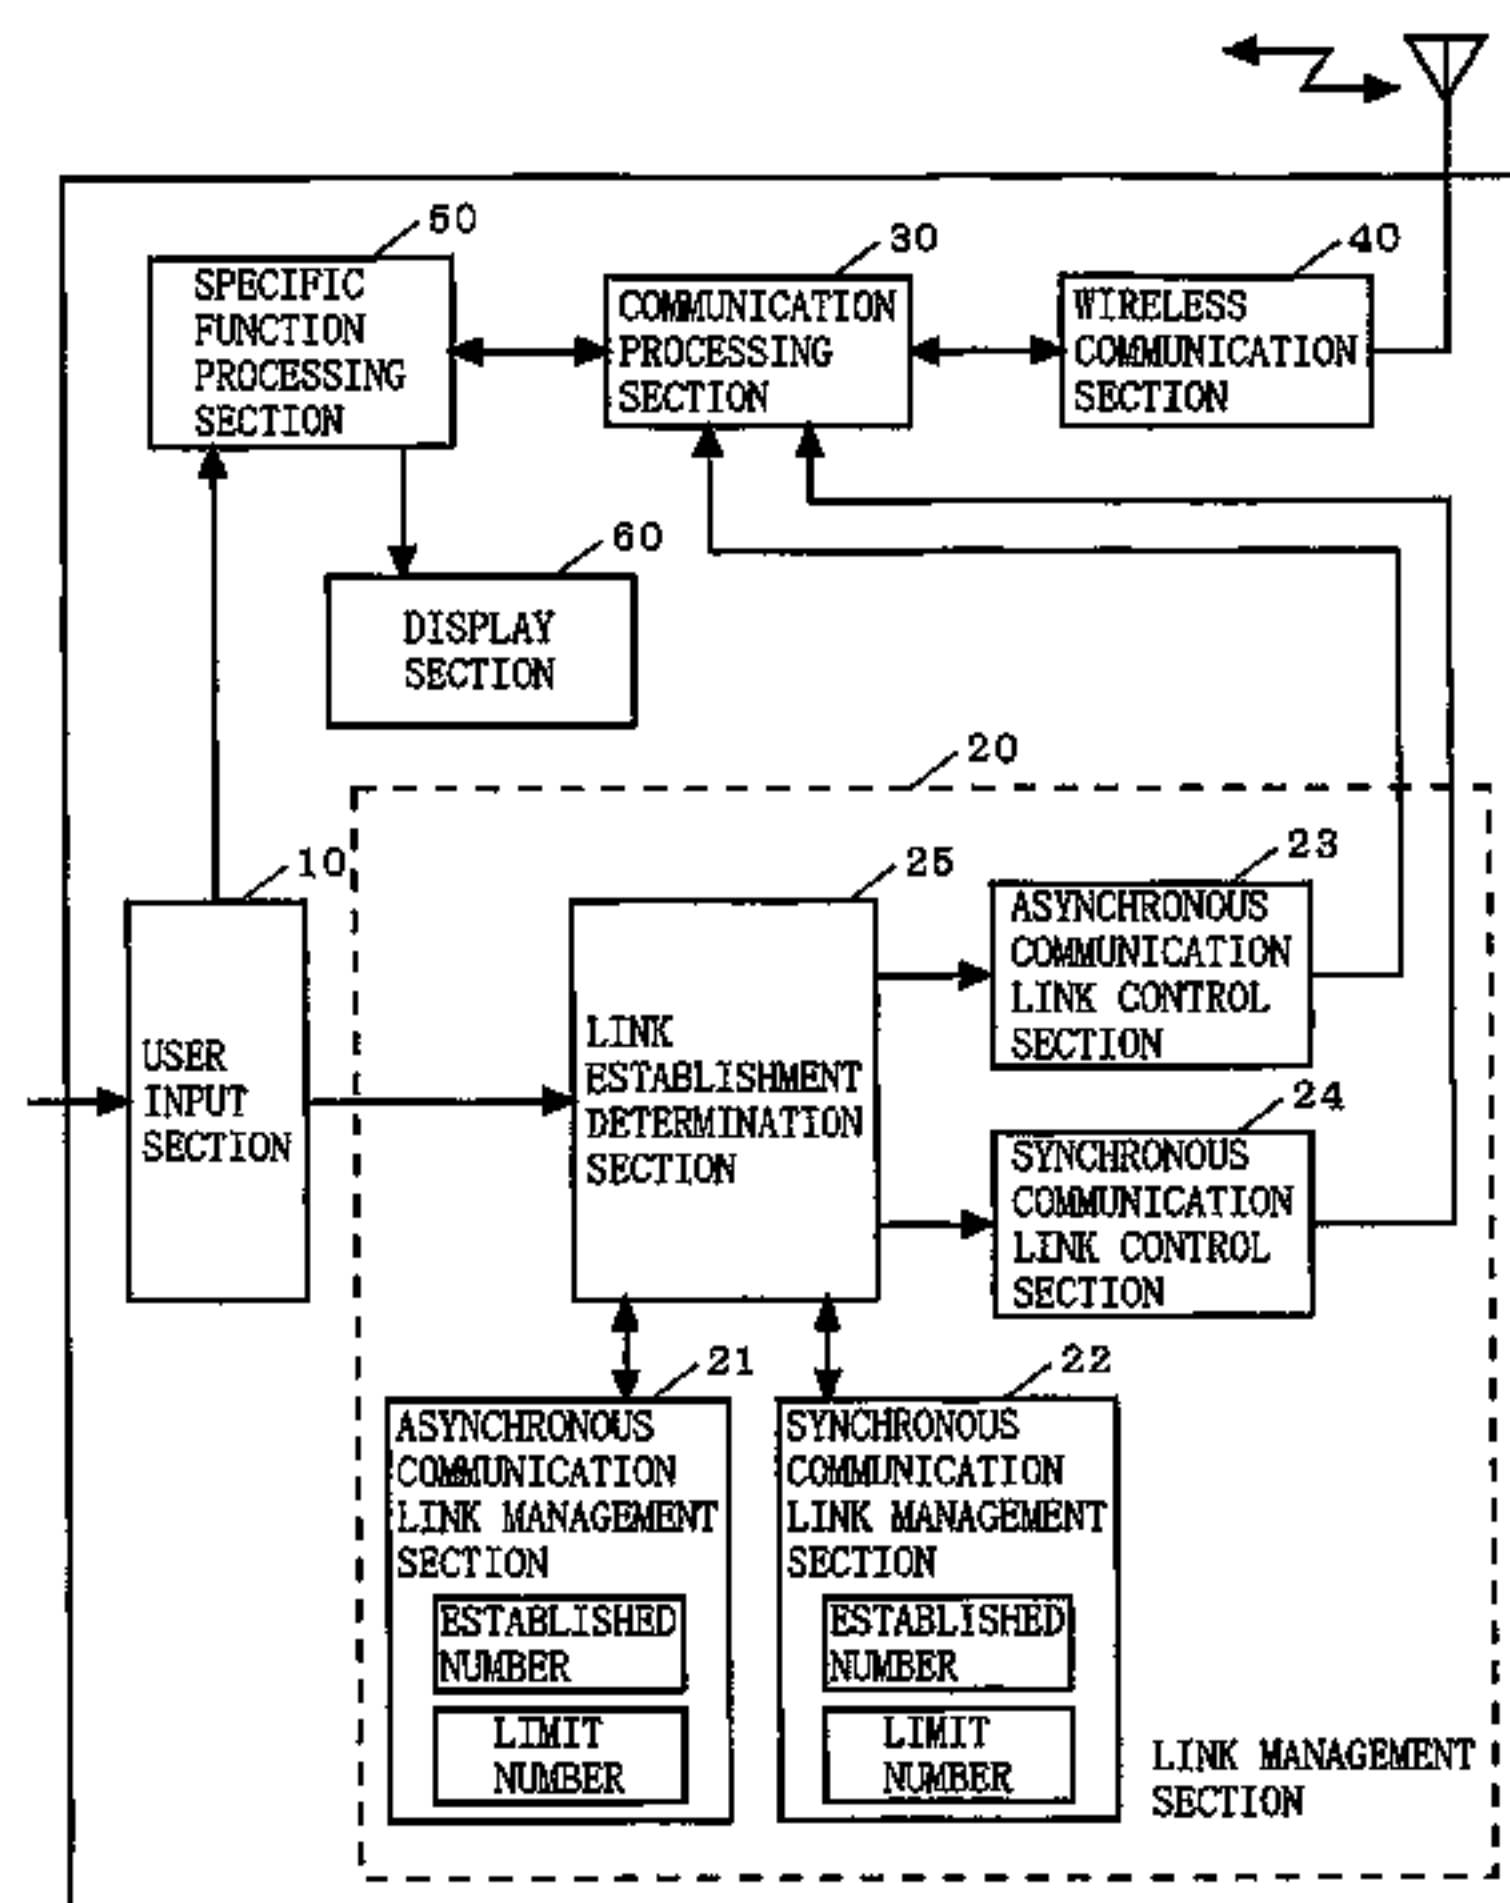 50
SPECIFIC
FUNCTION
PROCESSING
SECTION
30
COMMUNICATION
PROCESSING
SECTION
40
WIRELESS
COMMUNICATION
SECTION
60
DISPLAY
SECTION
20
10
USER
INPUT
SECTION
25
LINK
ESTABLISHMENT
DETERMINATION
SECTION
23
ASYNCHRONOUS
COMMUNICATION
LINK CONTROL
SECTION
24
SYNCHRONOUS
COMMUNICATION
LINK CONTROL
SECTION
21
ASYNCHRONOUS
COMMUNICATION
LINK MANAGEMENT
SECTION
ESTABLISHED
NUMBER
LIMIT
NUMBER
22
SYNCHRONOUS
COMMUNICATION
LINK MANAGEMENT
SECTION
ESTABLISHED
NUMBER
LIMIT
NUMBER
LINK MANAGEMENT
SECTION